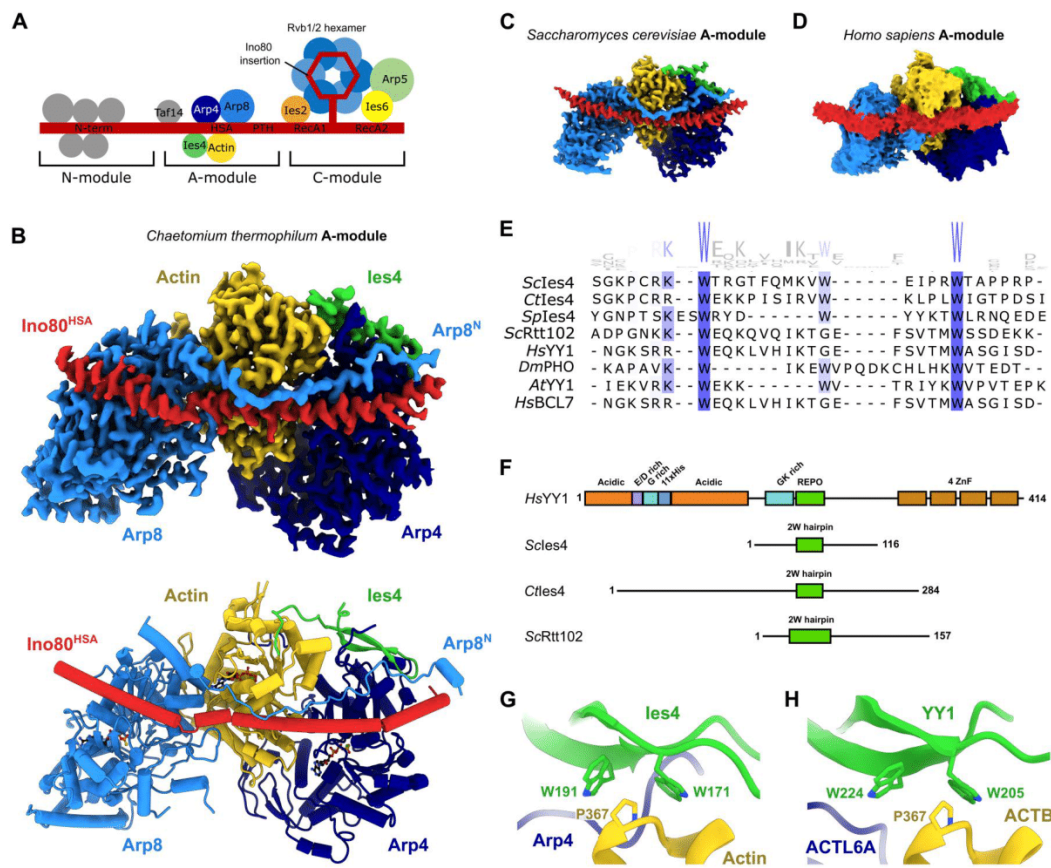 A
Rvb1/2 hexamer
Ino80
insertion
Arp5
Taf14
Arp4
Arp8
Ies2
Ies6
N-term
HSA
PTH
RecA1
RecA2
Ies4
Actin
N-module
A-module
C-module
B
Chaetomium thermophilum A-module
Actin
Ies4
Ino80HSA
Arp8N
Arp8
Arp4
Actin
Ies4
Ino80HSA
Arp8N
Arp8
Arp4
C
Saccharomyces cerevisiae A-module
D
Homo sapiens A-module
E
ScIes4 SGKPCRK--WTRGTFQMKVW------EIPRWTAPPRP-
CtIes4 SGKPCRR--WEKKPISIRVW------KLPLWIGTPDSI
SpIes4 YGNPTSKESWRYD------W------YYKTWLRNQEDE
ScRtt102 ADPGNKK--WEQKQVQIKTGE-----FSVTMWSSDEKK-
HsYY1 -NGKSRR--WEQKLVHIKTGE-----FSVTMWASGISD-
DmPHO -KAPAVK--W------IKEWVPQDKCHLHKWVTEDT--
AtYY1 -IEKVRK--WEKK------WV-----TRIYKWVPVTEPK
HsBCL7 -NGKSRR--WEQKLVHIKTGE-----FSVTMWASGISD-
F
Acidic
E/D rich
G rich
11xHis
Acidic
GK rich
REPO
4 ZnF
HsYY1
1
414
2W hairpin
ScIes4
1
116
2W hairpin
CtIes4
1
284
2W hairpin
ScRtt102
1
157
G
Ies4
W191
W171
P367
Arp4
Actin
H
YY1
W224
W205
P367
ACTB
ACTL6A